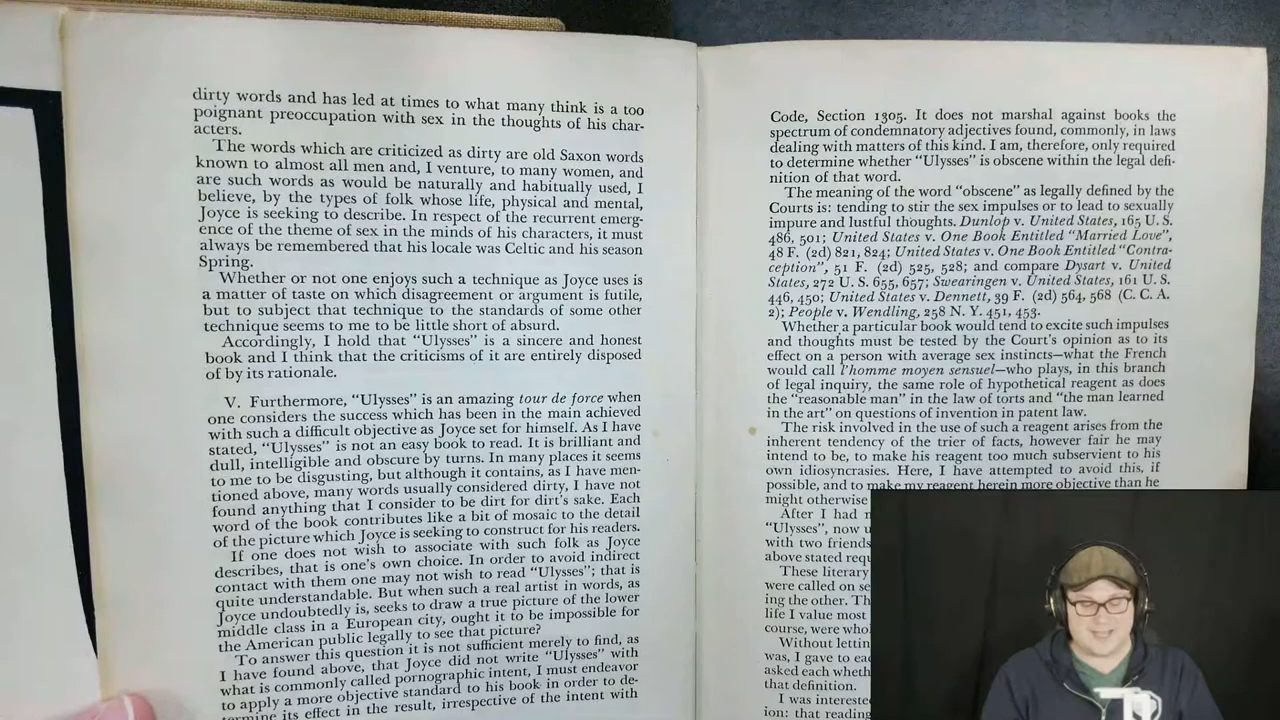 dirty words and has led at times to what many think is a too
poignant preoccupation with sex in the thoughts of his char-
acters.
The words which are criticized as dirty are old Saxon words
known to almost all men and, I venture, to many women, and
are such words as would be naturally and habitually used, I
believe, by the types of folk whose life, physical and mental,
Joyce is seeking to describe. In respect of the recurrent emerg-
ence of the theme of sex in the minds of his characters, it must
always be remembered that his locale was Celtic and his season
Spring.
Whether or not one enjoys such a technique as Joyce uses is
a matter of taste on which disagreement or argument is futile,
but to subject that technique to the standards of some other
technique seems to me to be little short of absurd.
Accordingly, I hold that "Ulysses" is a sincere and honest
book and I think that the criticisms of it are entirely disposed
of by its rationale.
V. Furthermore, "Ulysses" is an amazing tour de force when
one considers the success which has been in the main achieved
with such a difficult objective as Joyce set for himself. As I have
stated, "Ulysses" is not an easy book to read. It is brilliant and
dull, intelligible and obscure by turns. In many places it seems
to me to be disgusting, but although it contains, as I have men-
tioned above, many words usually considered dirty, I have not
found anything that I consider to be dirt for dirt's sake. Each
word of the book contributes like a bit of mosaic to the detail
of the picture which Joyce is seeking to construct for his readers.
If one does not wish to associate with such folk as Joyce
describes, that is one's own choice. In order to avoid indirect
contact with them one may not wish to read "Ulysses"; that is
quite understandable. But when such a real artist in words, as
Joyce undoubtedly is, seeks to draw a true picture of the lower
middle class in a European city, ought it to be impossible for
the American public legally to see that picture?
To answer this question it is not sufficient merely to find, as
I have found above, that Joyce did not write "Ulysses" with
what is commonly called pornographic intent, I must endeavor
to apply a more objective standard to his book in order to de-
termine its effect in the result, irrespective of the intent with
Code, Section 1305. It does not marshal against books the
spectrum of condemnatory adjectives found, commonly, in laws
dealing with matters of this kind. I am, therefore, only required
to determine whether "Ulysses" is obscene within the legal defi-
nition of that word.
The meaning of the word "obscene" as legally defined by the
Courts is: tending to stir the sex impulses or to lead to sexually
impure and lustful thoughts. Dunlop v. United States, 165 U. S.
486, 501; United States v. One Book Entitled "Married Love",
48 F. (2d) 821, 824; United States v. One Book Entitled "Contra-
ception", 51 F. (2d) 525, 528; and compare Dysart v. United
States, 272 U. S. 655, 657; Swearingen v. United States, 161 U. S.
446, 450; United States v. Dennett, 39 F. (2d) 564, 568 (C. C. A.
2); People v. Wendling, 258 N. Y. 451, 453.
Whether a particular book would tend to excite such impulses
and thoughts must be tested by the Court's opinion as to its
effect on a person with average sex instincts—what the French
would call l'homme moyen sensuel—who plays, in this branch
of legal inquiry, the same role of hypothetical reagent as does
the "reasonable man" in the law of torts and "the man learned
in the art" on questions of invention in patent law.
The risk involved in the use of such a reagent arises from the
inherent tendency of the trier of facts, however fair he may
intend to be, to make his reagent too much subservient to his
own idiosyncrasies. Here, I have attempted to avoid this, if
possible, and to make my reagent herein more objective than he
might otherwise
After I had
"Ulysses", now
with two friends
above stated
These literary
were called on
ing the other.
life I value most
course, were
Without
was, I gave to
asked each
that definition.
I was
ion: that reading